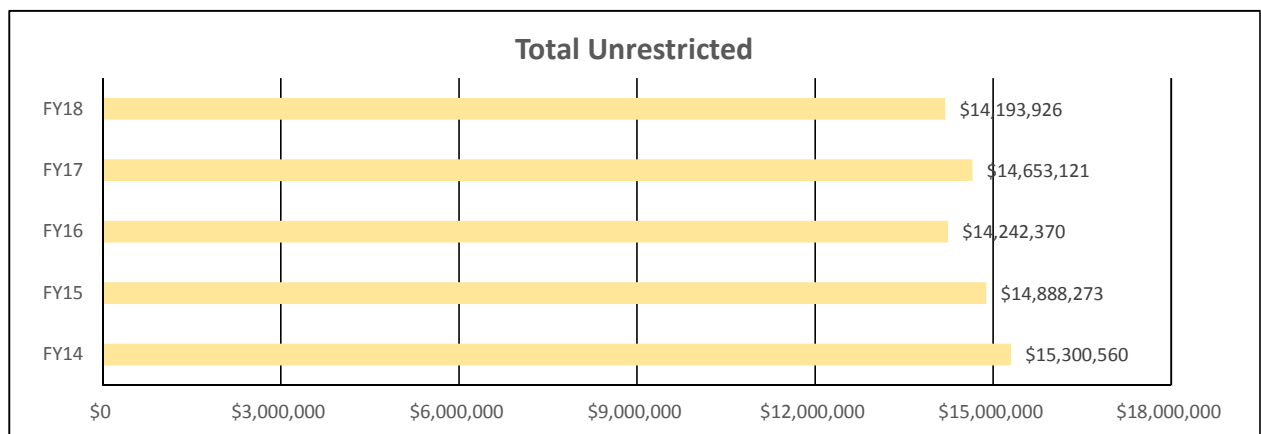 Total Unrestricted
FY18 $14,193,926
FY17 $14,653,121
FY16 $14,242,370
FY15 $14,888,273
FY14 $15,300,560
$0 $3,000,000 $6,000,000 $9,000,000 $12,000,000 $15,000,000 $18,000,000